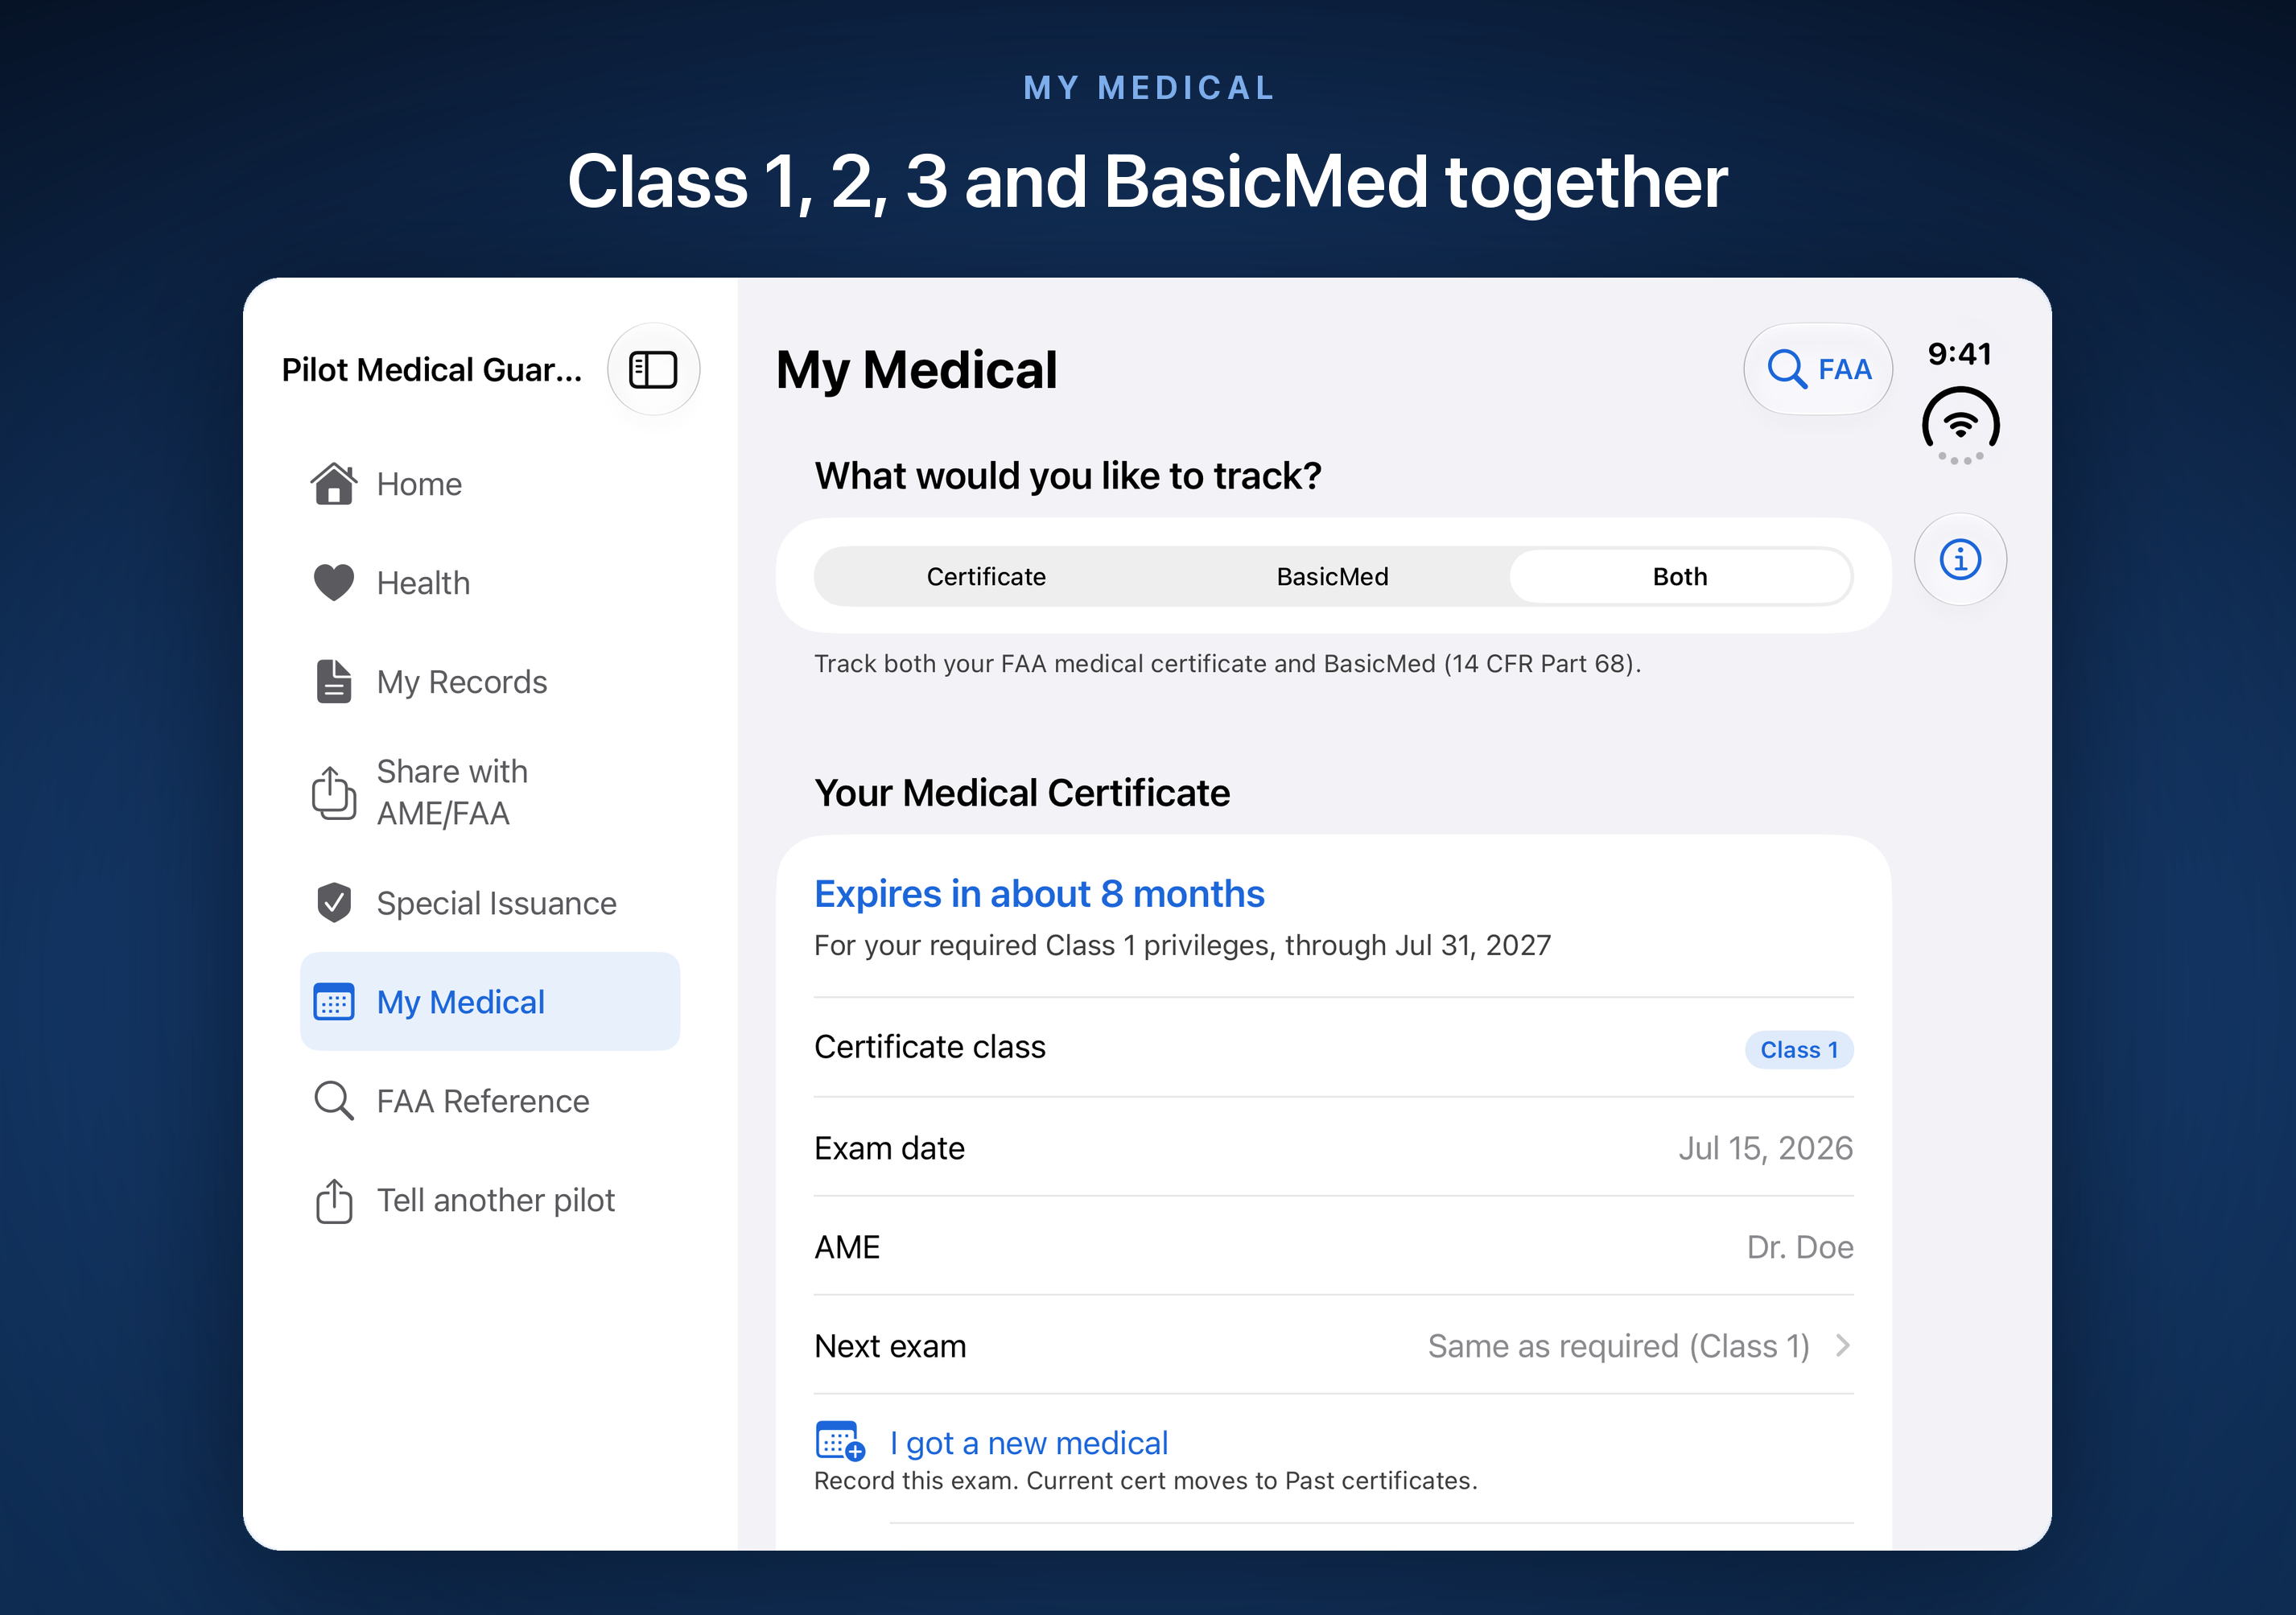 MY MEDICAL
Class 1, 2, 3 and BasicMed together
Pilot Medical Guar...
Home
Health
My Records
Share with
AME/FAA
Special Issuance
My Medical
FAA Reference
Tell another pilot
My Medical
FAA
9:41
What would you like to track?
Certificate
BasicMed
Both
Track both your FAA medical certificate and BasicMed (14 CFR Part 68).
Your Medical Certificate
Expires in about 8 months
For your required Class 1 privileges, through Jul 31, 2027
Certificate class
Class 1
Exam date
Jul 15, 2026
AME
Dr. Doe
Next exam
Same as required (Class 1)
I got a new medical
Record this exam. Current cert moves to Past certificates.